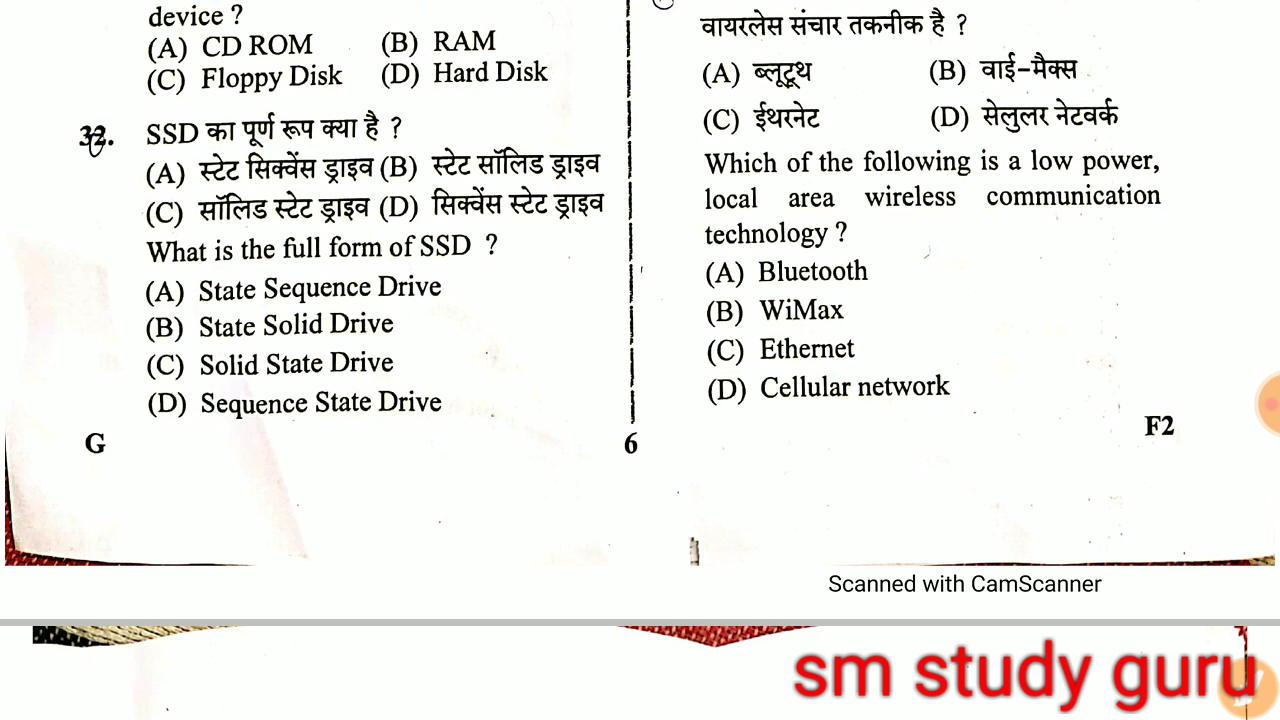 device ?
(A) CD ROM (B) RAM
(C) Floppy Disk (D) Hard Disk
32. SSD का पूर्ण रूप क्या है ?
(A) स्टेट सिक्वेंस ड्राइव (B) स्टेट सॉलिड ड्राइव
(C) सॉलिड स्टेट ड्राइव (D) सिक्वेंस स्टेट ड्राइव
What is the full form of SSD ?
(A) State Sequence Drive
(B) State Solid Drive
(C) Solid State Drive
(D) Sequence State Drive
G
6
वायरलेस संचार तकनीक है ?
(A) ब्लूटूथ (B) वाई-मैक्स
(C) ईथरनेट (D) सेलुलर नेटवर्क
Which of the following is a low power,
local area wireless communication
technology ?
(A) Bluetooth
(B) WiMax
(C) Ethernet
(D) Cellular network
F2
Scanned with CamScanner
sm study guru